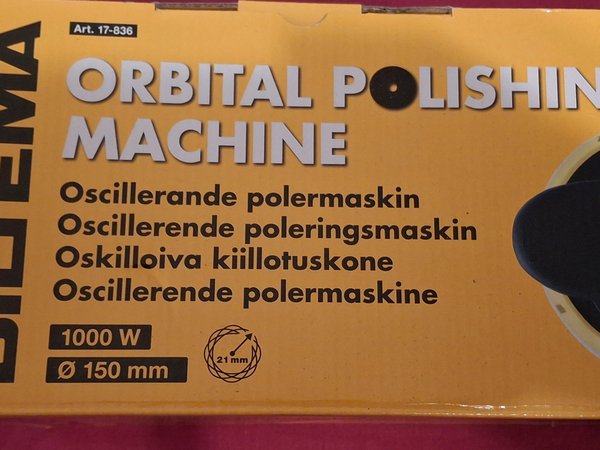 Art. 17-836
BILTEMA
ORBITAL POLISHIN
MACHINE
Oscillerande polermaskin
Oscillerende poleringsmaskin
Oskilloiva kiillotuskone
Oscillerende polermaskine
1000 W
Ø 150 mm
21 mm